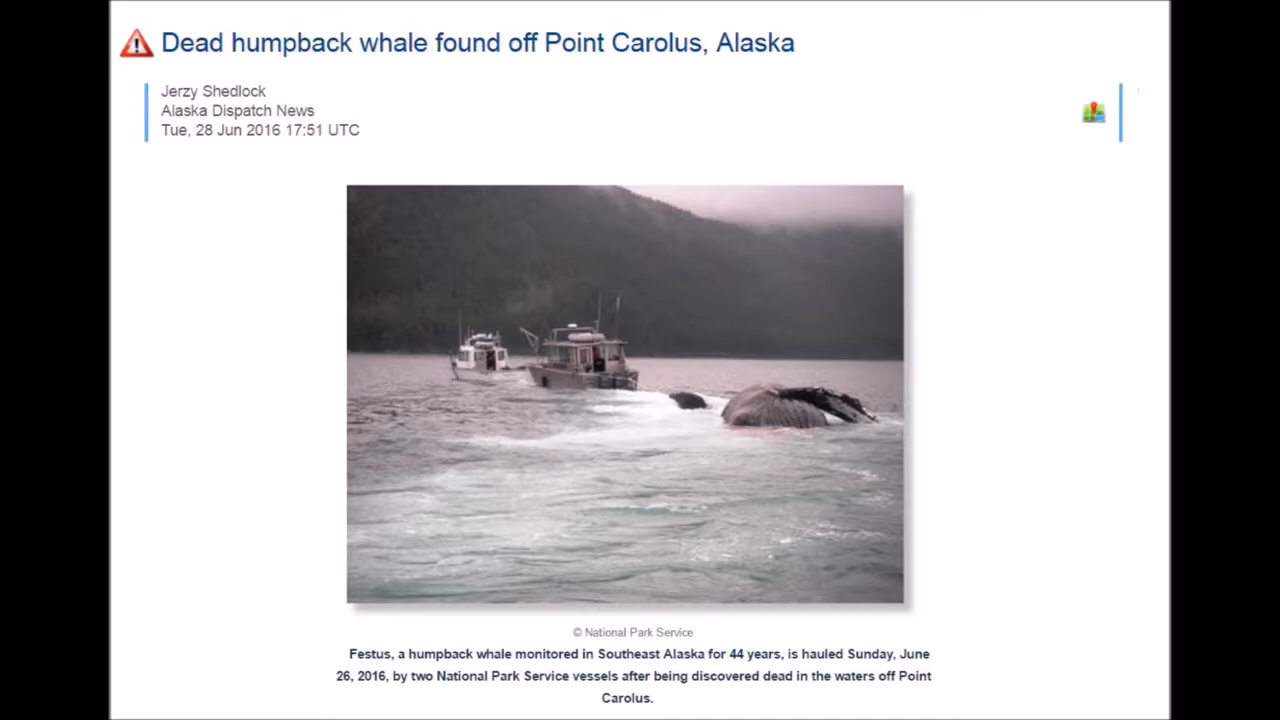 Dead humpback whale found off Point Carolus, Alaska
Jerzy Shedlock
Alaska Dispatch News
Tue, 28 Jun 2016 17:51 UTC
© National Park Service
Festus, a humpback whale monitored in Southeast Alaska for 44 years, is hauled Sunday, June
26, 2016, by two National Park Service vessels after being discovered dead in the waters off Point
Carolus.